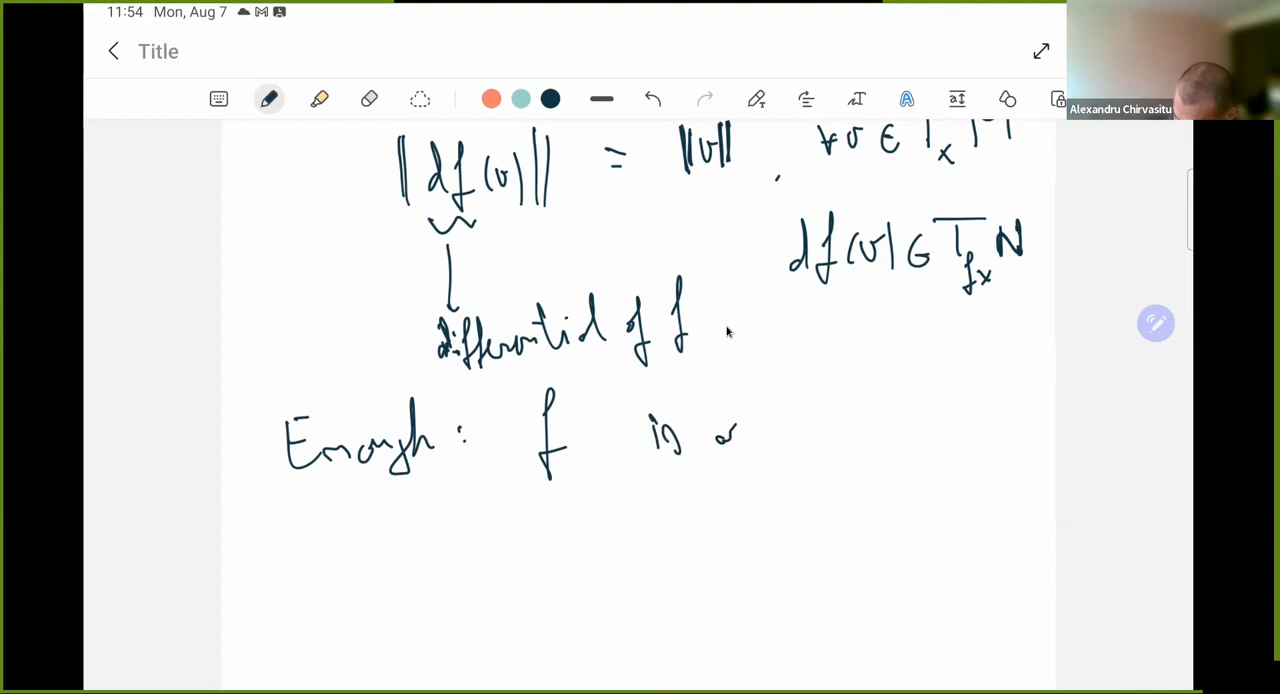 11:54 Mon, Aug 7
Title
Alexandru Chirvasitu
‖df(v)‖ = ‖v‖, ∀v ∈ TₓM
df(v) ∈ T_{fx} N
differential of f
Enough: f is a